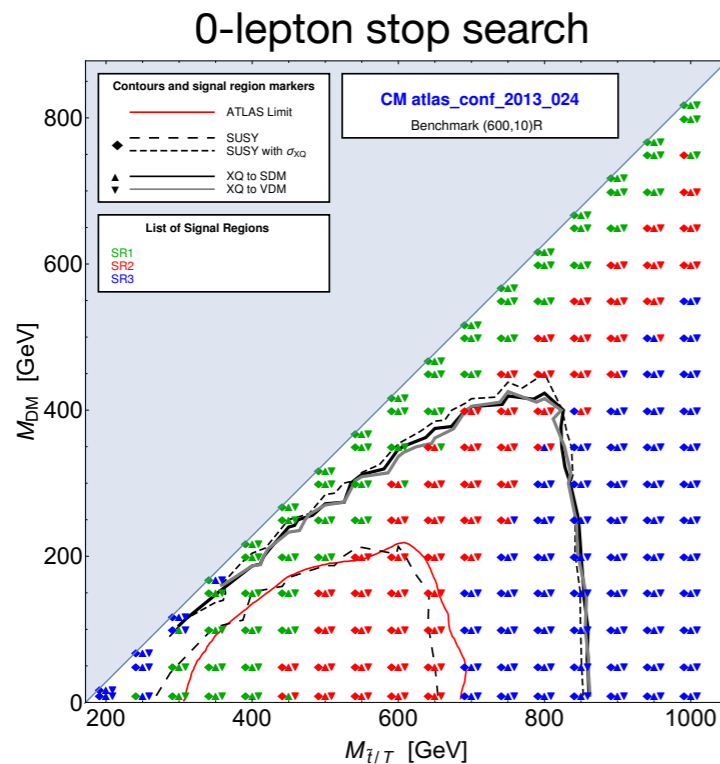 0-lepton stop search
Contours and signal region markers
ATLAS Limit
SUSY
SUSY with σXQ
XQ to SDM
XQ to VDM
CM atlas_conf_2013_024
Benchmark (600,10)R
List of Signal Regions
SR1
SR2
SR3
800
600
400
200
0
MDM [GeV]
200 400 600 800 1000
Mt̃/T [GeV]